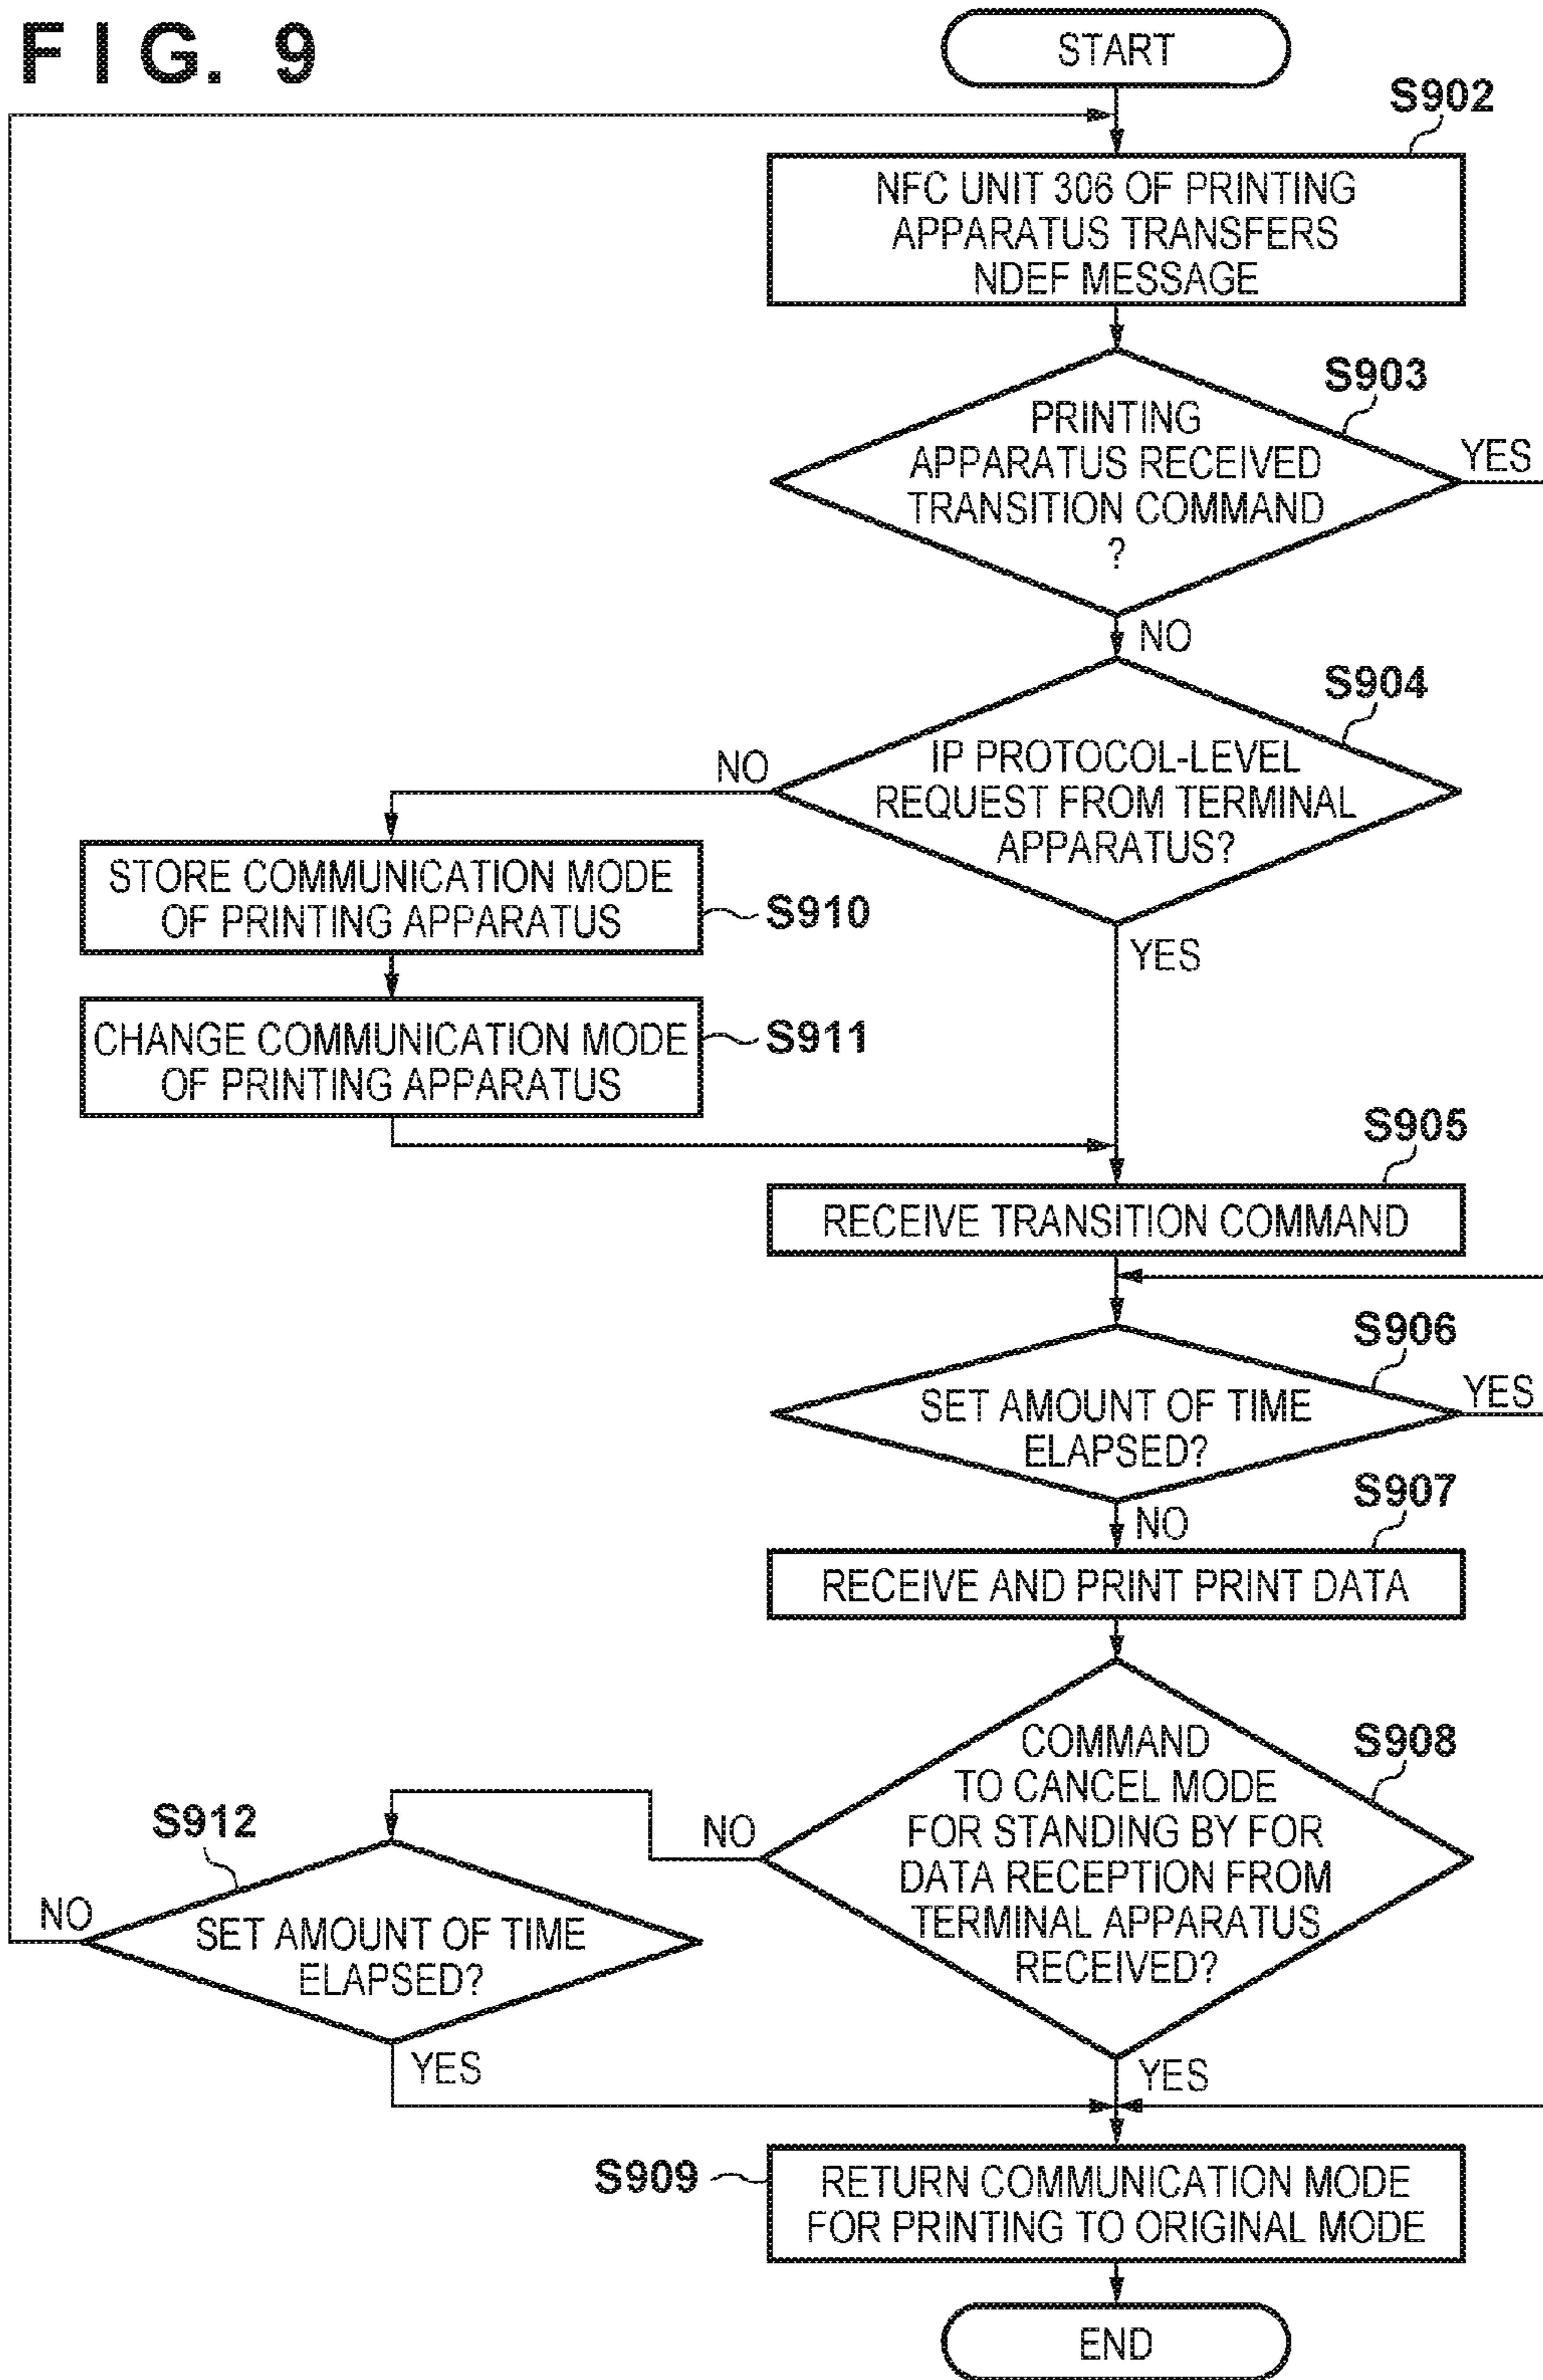 FIG. 9
START
S902
NFC UNIT 306 OF PRINTING
APPARATUS TRANSFERS
NDEF MESSAGE
S903
PRINTING
APPARATUS RECEIVED
TRANSITION COMMAND
?
YES
NO
S904
IP PROTOCOL-LEVEL
REQUEST FROM TERMINAL
APPARATUS?
NO
YES
STORE COMMUNICATION MODE
OF PRINTING APPARATUS
S910
CHANGE COMMUNICATION MODE
OF PRINTING APPARATUS
S911
S905
RECEIVE TRANSITION COMMAND
S906
SET AMOUNT OF TIME
ELAPSED?
YES
NO
S907
RECEIVE AND PRINT PRINT DATA
S908
COMMAND
TO CANCEL MODE
FOR STANDING BY FOR
DATA RECEPTION FROM
TERMINAL APPARATUS
RECEIVED?
NO
YES
S912
SET AMOUNT OF TIME
ELAPSED?
NO
YES
S909
RETURN COMMUNICATION MODE
FOR PRINTING TO ORIGINAL MODE
END